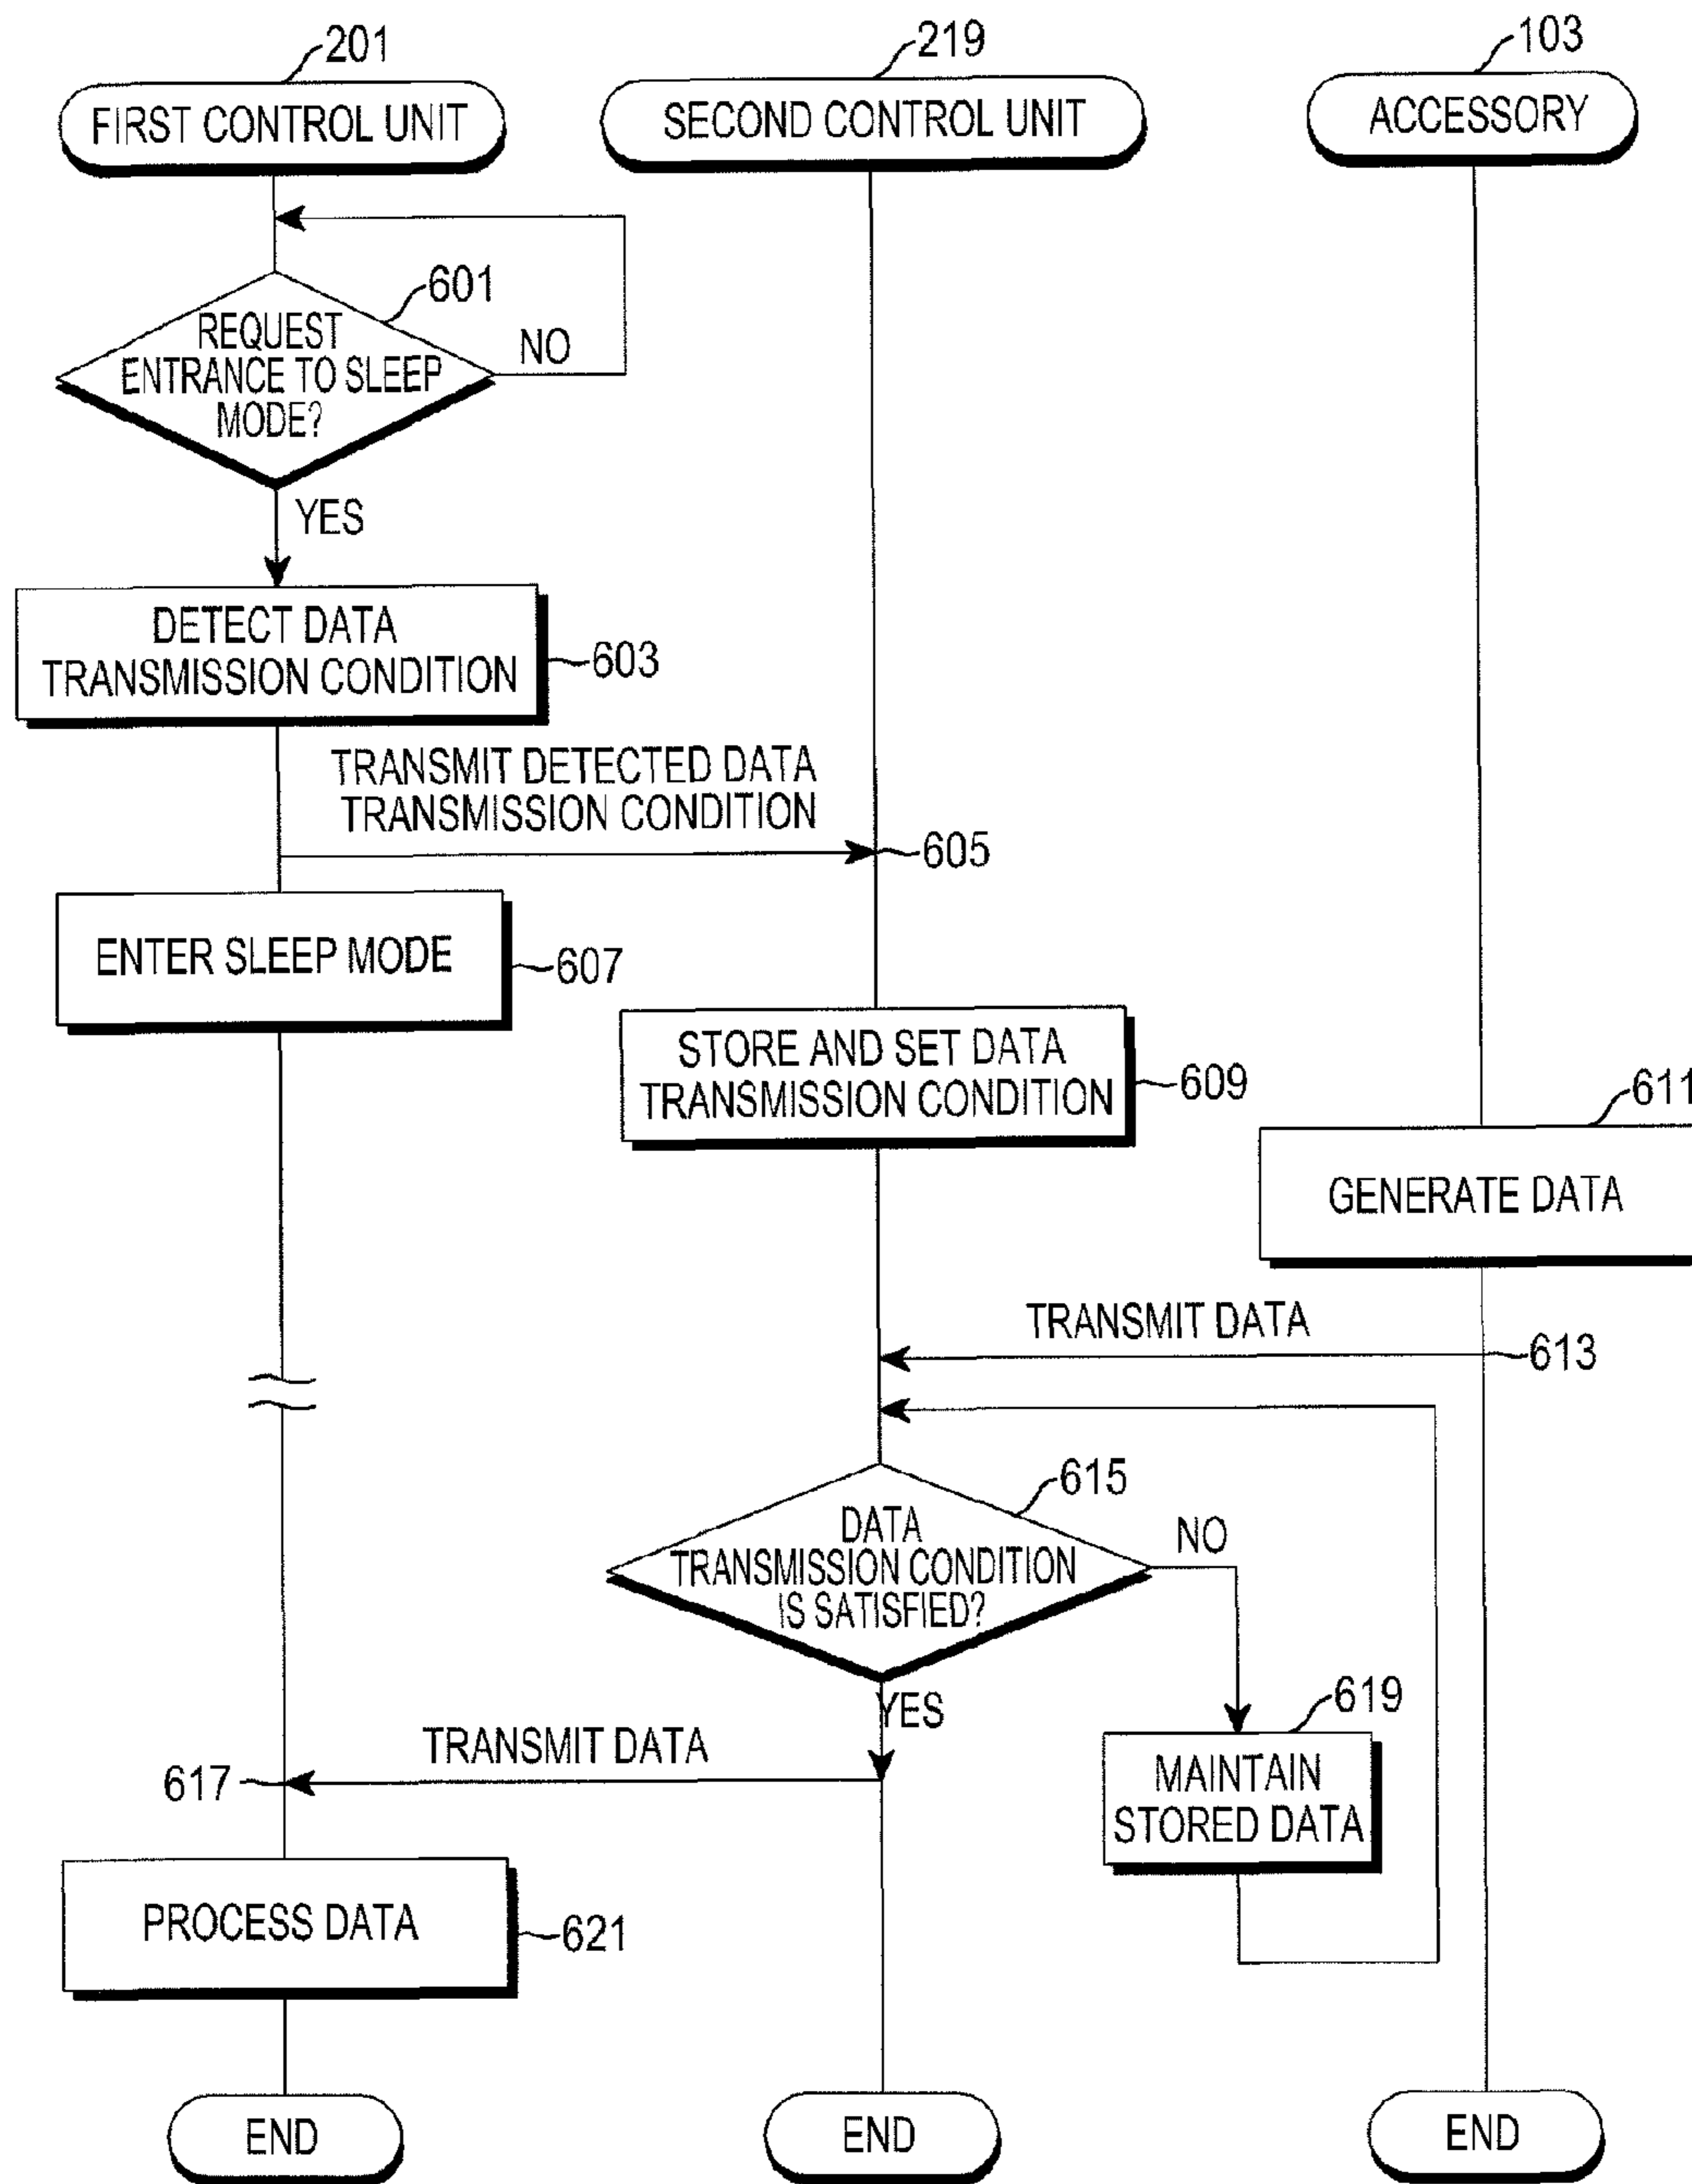 201
219
103
FIRST CONTROL UNIT
SECOND CONTROL UNIT
ACCESSORY
601
REQUEST
ENTRANCE TO SLEEP
MODE?
NO
YES
DETECT DATA
TRANSMISSION CONDITION
603
TRANSMIT DETECTED DATA
TRANSMISSION CONDITION
605
ENTER SLEEP MODE
607
STORE AND SET DATA
TRANSMISSION CONDITION
609
611
GENERATE DATA
TRANSMIT DATA
613
615
DATA
TRANSMISSION CONDITION
IS SATISFIED?
NO
YES
619
MAINTAIN
STORED DATA
TRANSMIT DATA
617
PROCESS DATA
621
END
END
END